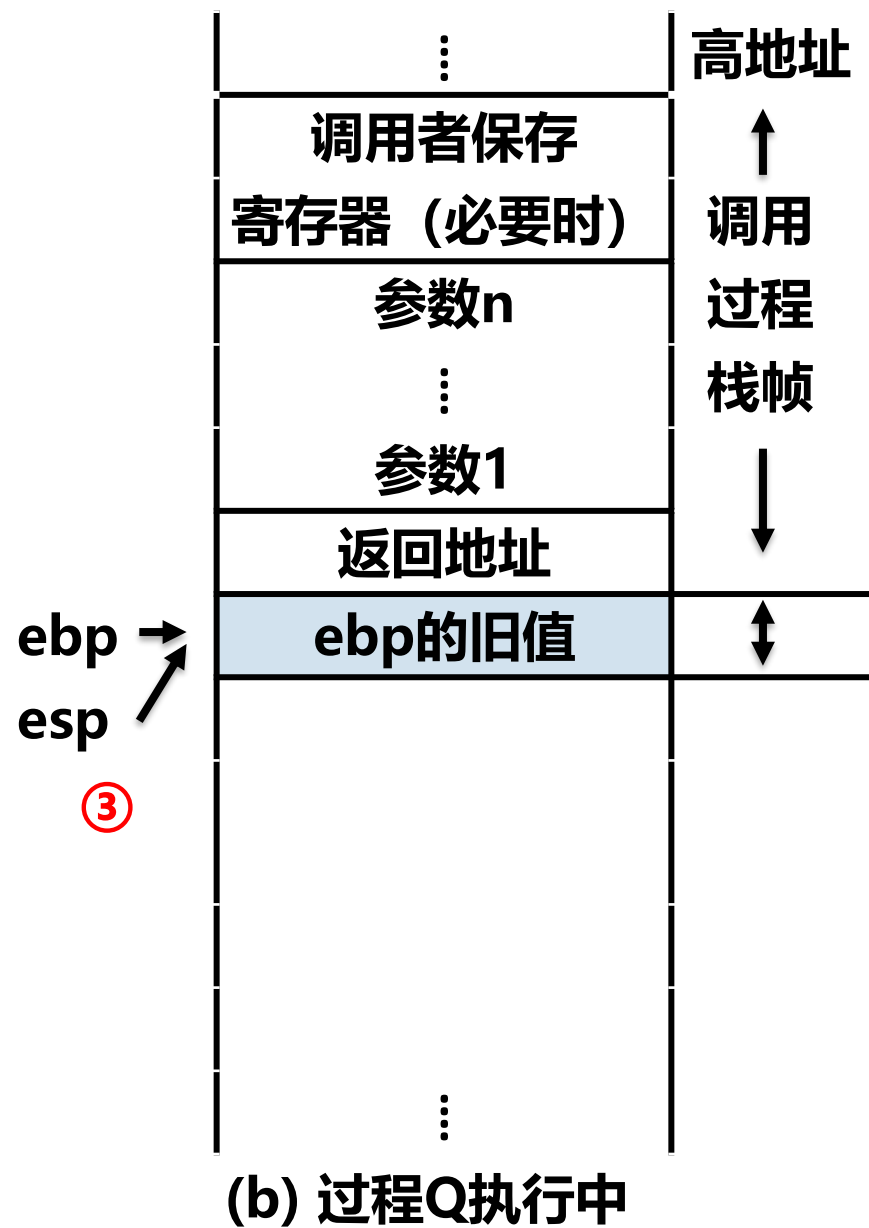 高地址
调用者保存
寄存器（必要时）
调用
过程
栈帧
参数n
⋮
参数1
返回地址
ebp
ebp的旧值
esp
③
⋮
(b) 过程Q执行中